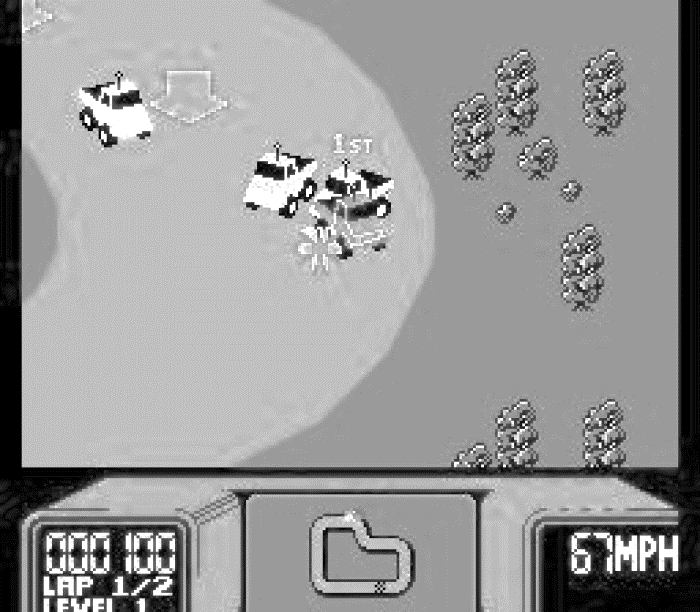 1ST
000100
67MPH
LAP 1/2
LEVEL 1